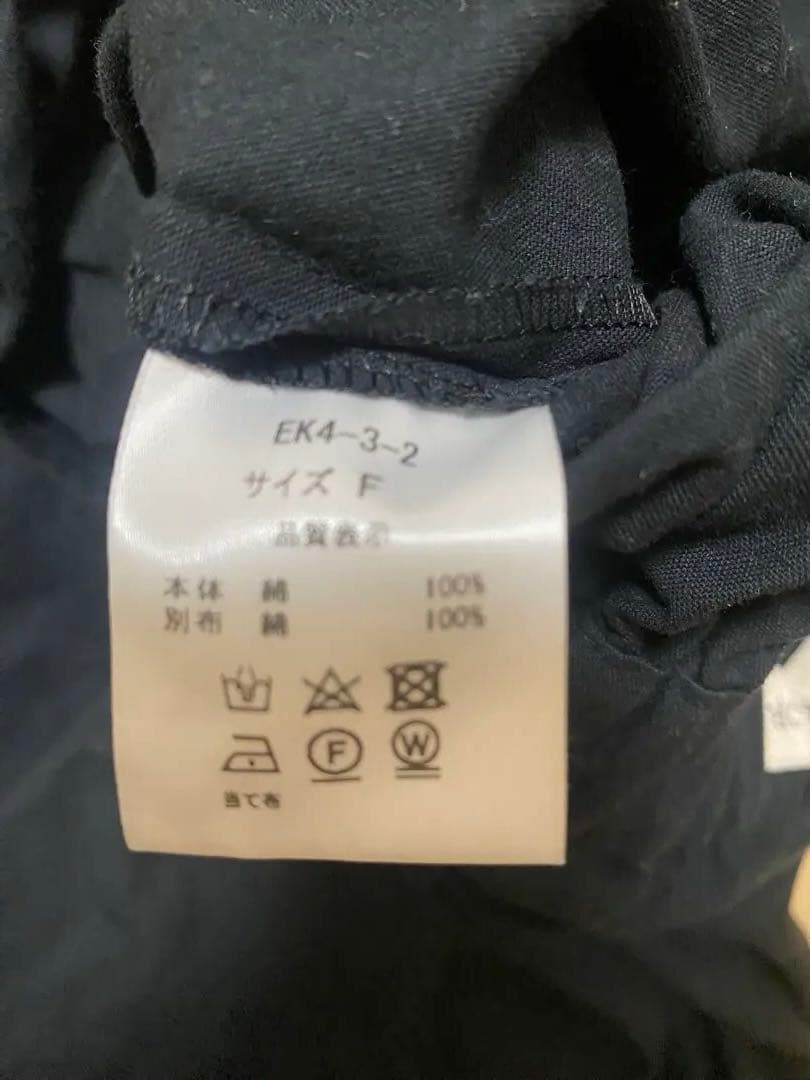 EK4-3-2
サイズ F
品質表示
本体 綿 100%
別布 綿 100%
F W
当て布